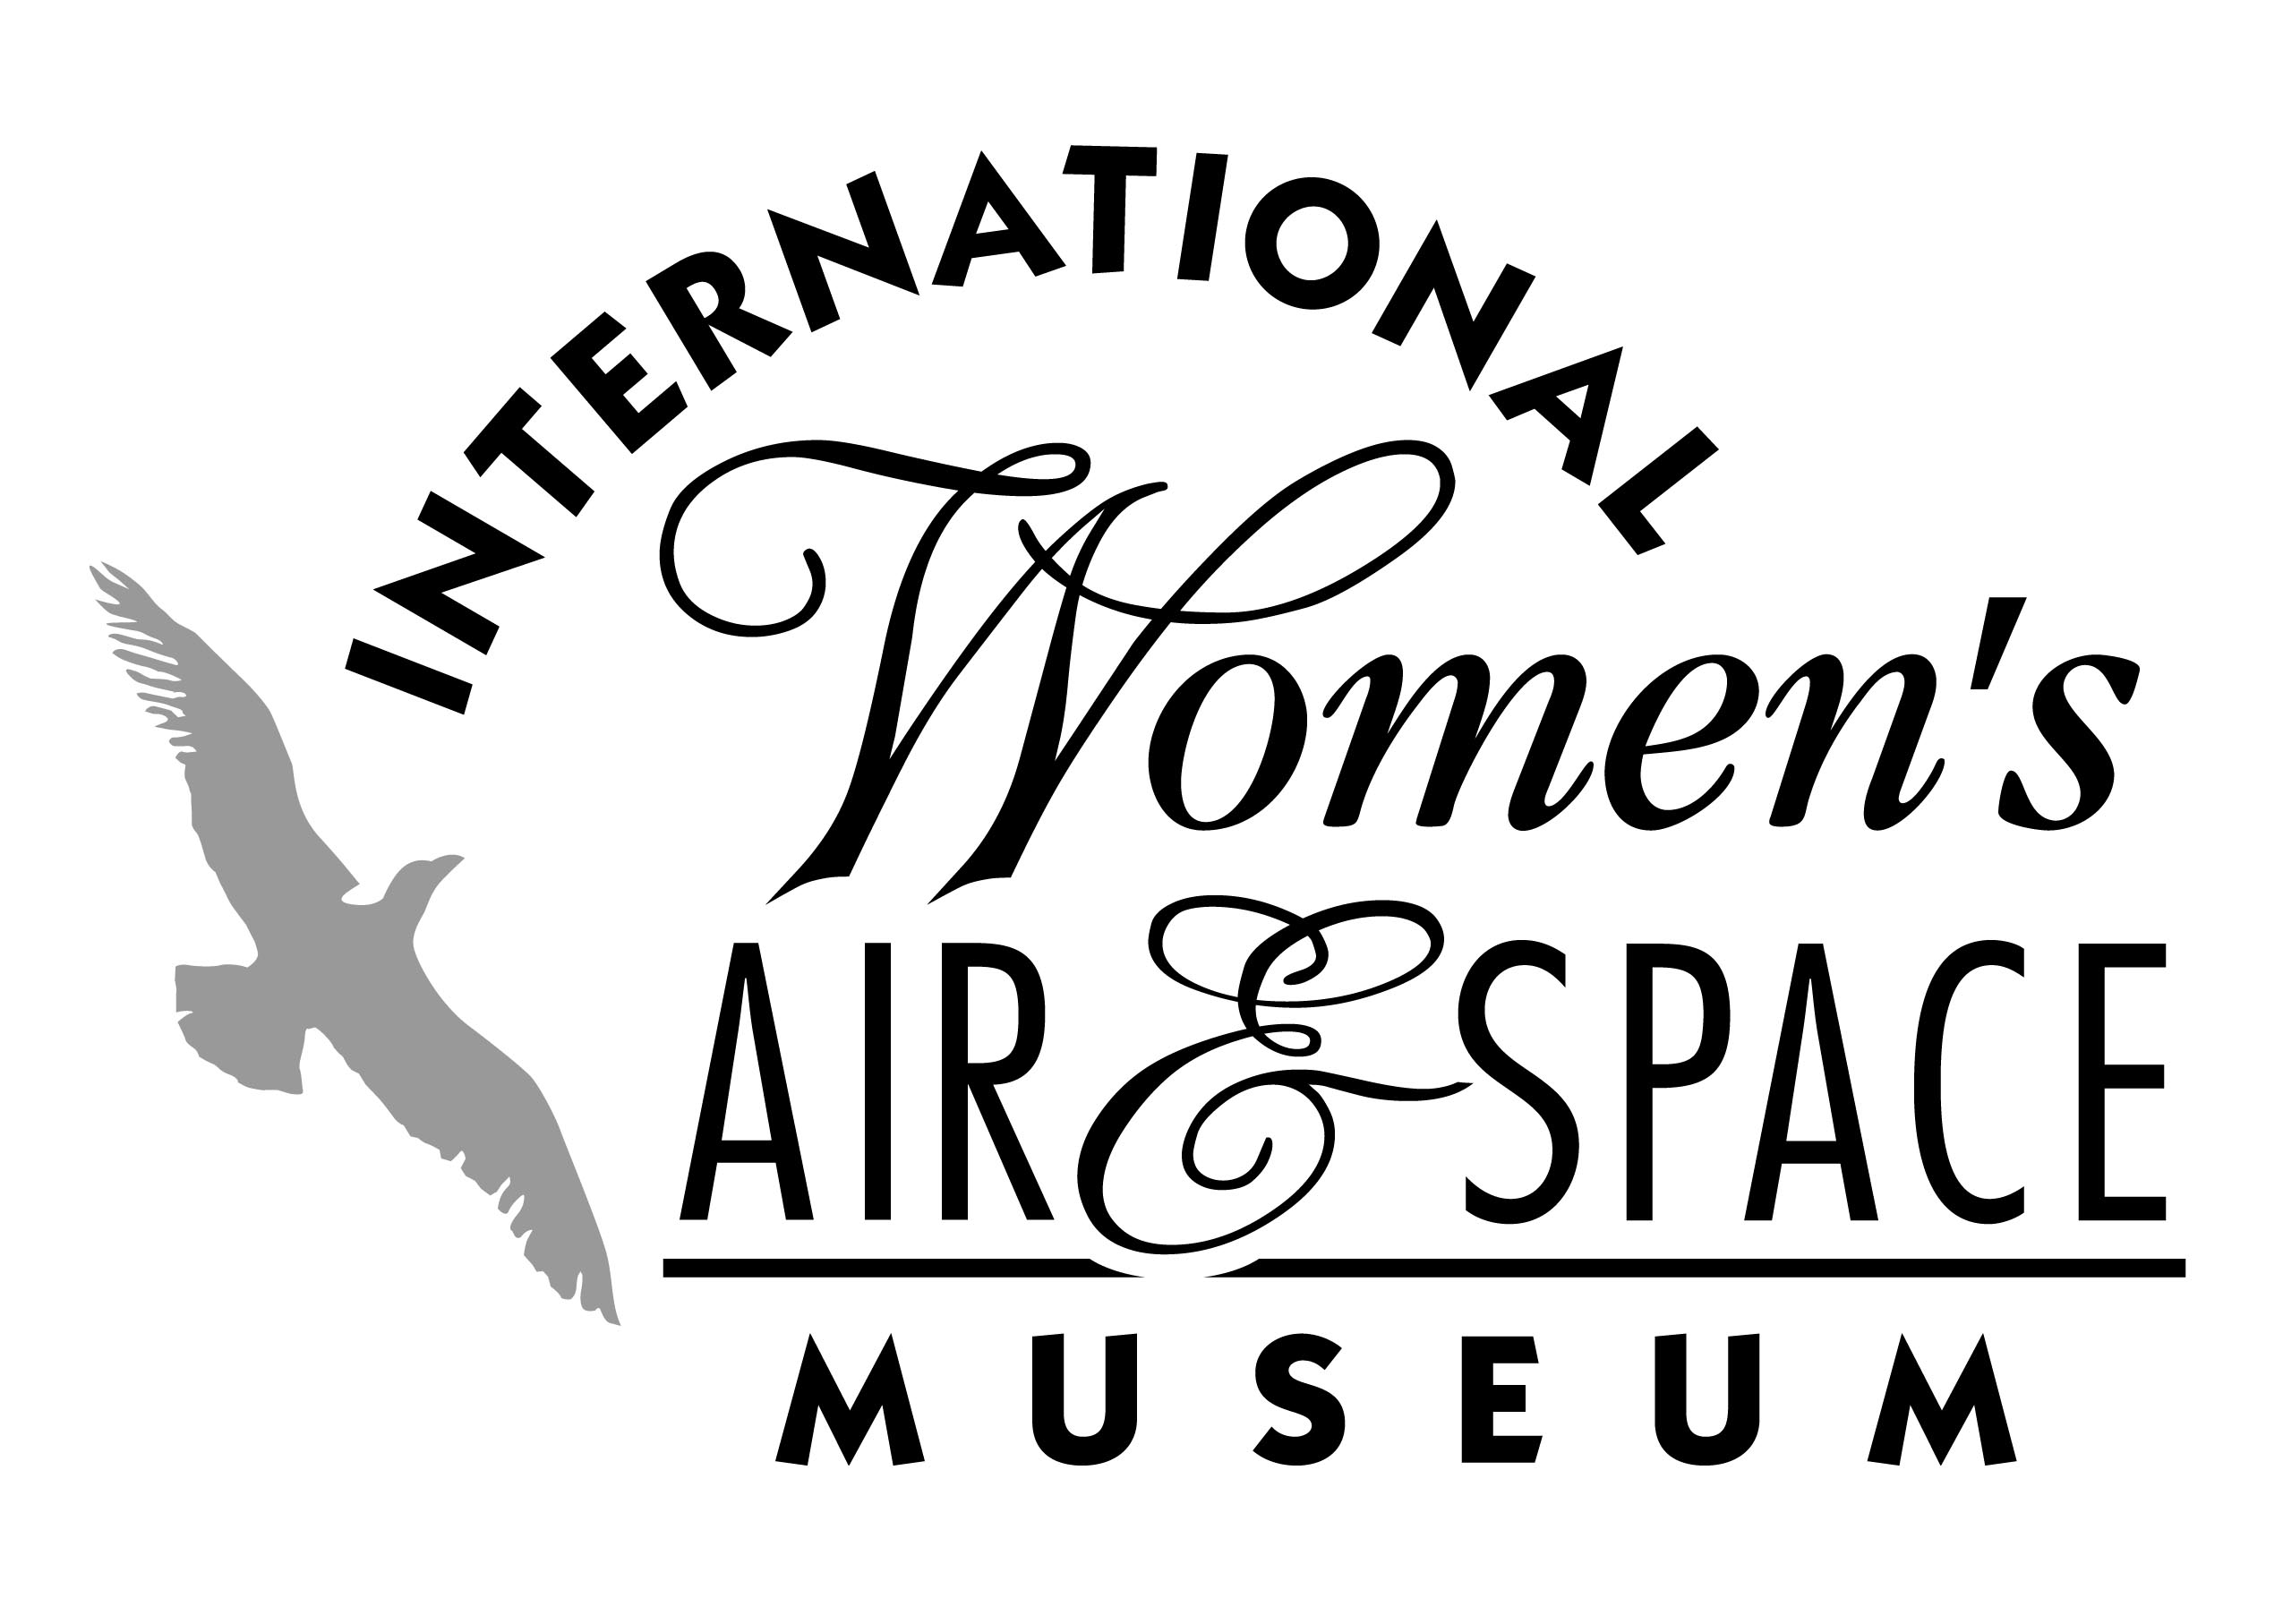 INTERNATIONAL
Women's
AIR & SPACE
MUSEUM